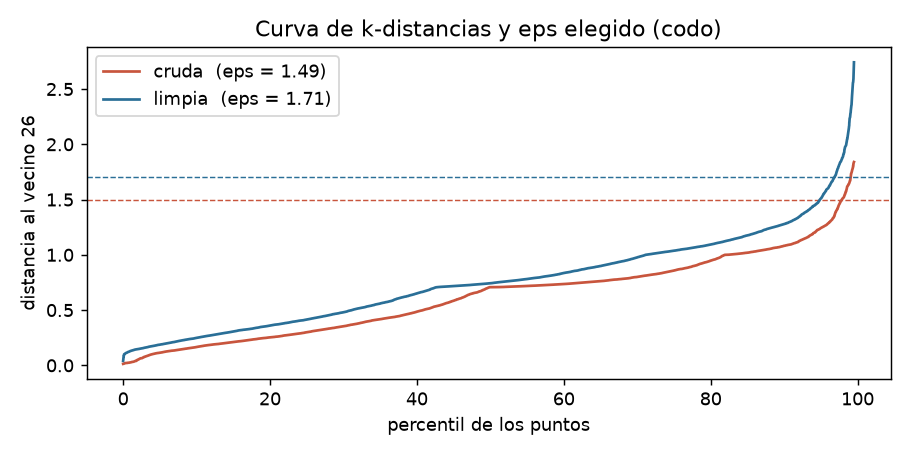 Curva de k-distancias y eps elegido (codo)
cruda (eps = 1.49)
limpia (eps = 1.71)
distancia al vecino 26
2.5
2.0
1.5
1.0
0.5
0.0
0 20 40 60 80 100
percentil de los puntos